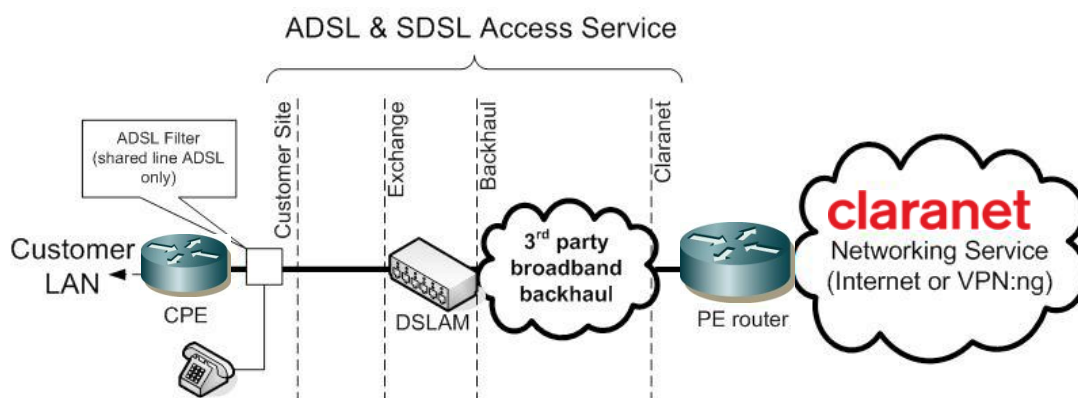 ADSL & SDSL Access Service
ADSL Filter
(shared line ADSL
only)
Customer Site
Exchange
Backhaul
Claranet
Customer
LAN
CPE
DSLAM
3rd party
broadband
backhaul
PE router
claranet
Networking Service
(Internet or VPN:ng)